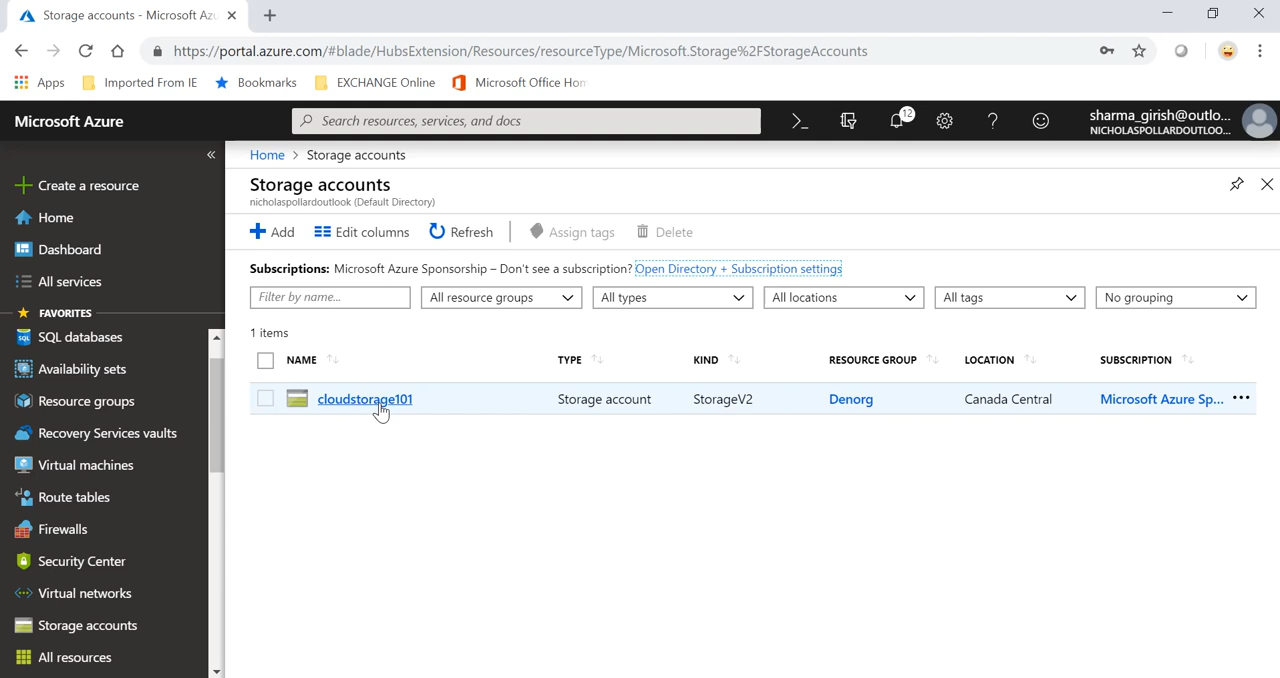 Storage accounts - Microsoft Azu
https://portal.azure.com/#blade/HubsExtension/Resources/resourceType/Microsoft.Storage%2FStorageAccounts
Apps Imported From IE Bookmarks EXCHANGE Online Microsoft Office Hom
Microsoft Azure
Search resources, services, and docs
12
sharma_girish@outlo...
NICHOLASPOLLARDOUTLOO...
Create a resource
Home
Dashboard
All services
FAVORITES
SQL databases
Availability sets
Resource groups
Recovery Services vaults
Virtual machines
Route tables
Firewalls
Security Center
Virtual networks
Storage accounts
All resources
Home > Storage accounts
Storage accounts
nicholaspollardoutlook (Default Directory)
Add Edit columns Refresh Assign tags Delete
Subscriptions: Microsoft Azure Sponsorship – Don't see a subscription? Open Directory + Subscription settings
Filter by name... All resource groups All types All locations All tags No grouping
1 items
NAME TYPE KIND RESOURCE GROUP LOCATION SUBSCRIPTION
cloudstorage101 Storage account StorageV2 Denorg Canada Central Microsoft Azure Sp...